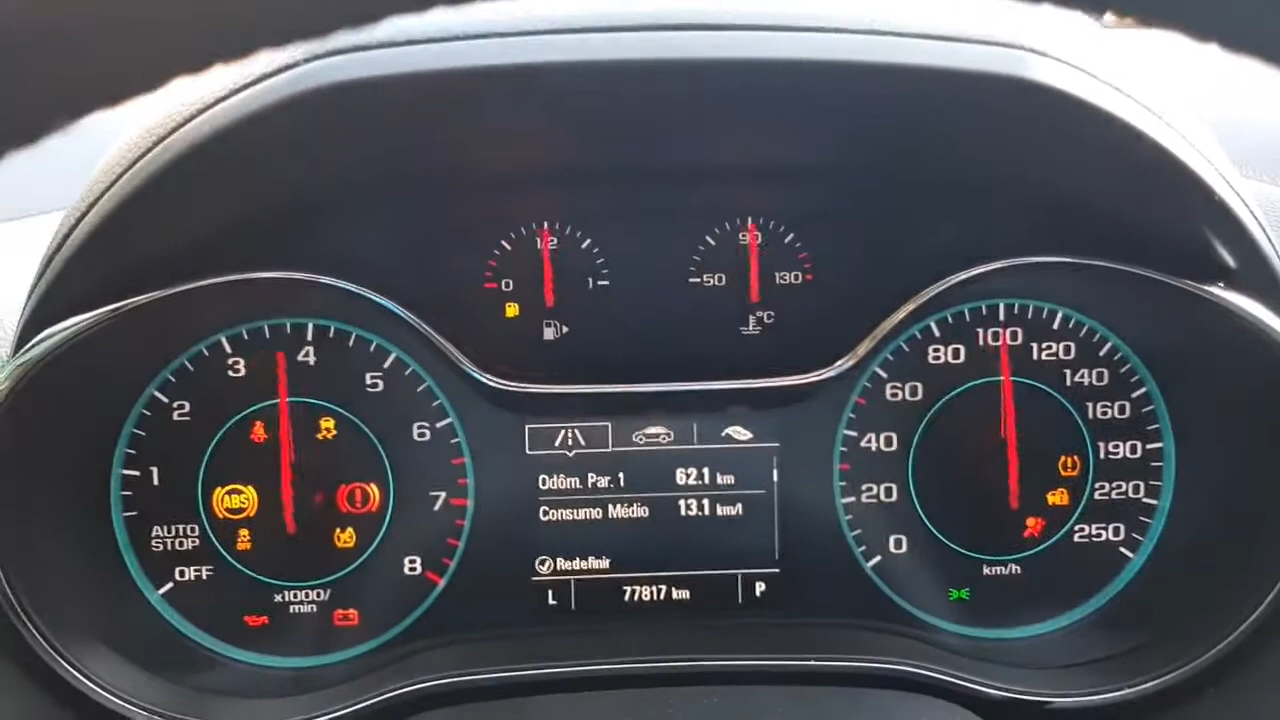 1/2
0
1
90
50
130
°C
1
2
3
4
5
6
7
8
AUTO
STOP
OFF
ABS
OFF
x1000/
min
Odôm. Par. 1 62.1 km
Consumo Médio 13.1 km/l
Redefinir
L 77817 km P
0
20
40
60
80
100
120
140
160
190
220
250
km/h